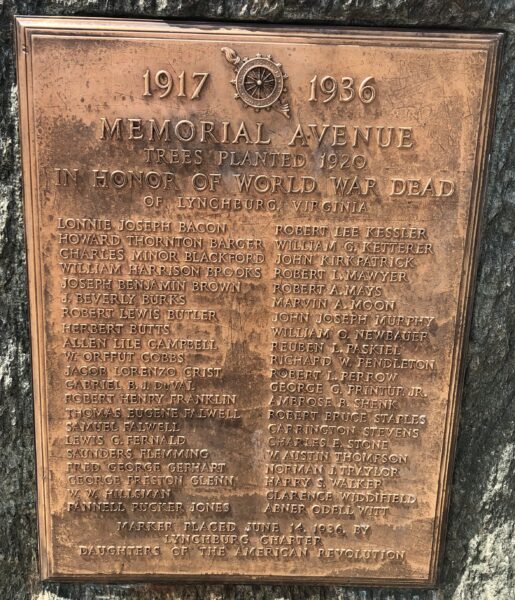 1917 1936
MEMORIAL AVENUE
TREES PLANTED 1920
IN HONOR OF WORLD WAR DEAD
OF LYNCHBURG, VIRGINIA
LONNIE JOSEPH BACON
HOWARD THORNTON BARGER
CHARLES MINOR BLACKFORD
WILLIAM HARRISON BROOKS
JOSEPH BENJAMIN BROWN
J. BEVERLY BURKS
ROBERT LEWIS BUTLER
HERBERT BUTTS
ALLEN LILE CAMPBELL
W. ORFFUT COBBS
JACOB LORENZO CRIST
GABRIEL B. J. DuVAL
ROBERT HENRY FRANKLIN
THOMAS EUGENE FALWELL
SAMUEL FALWELL
LEWIS G. FERNALD
SAUNDERS FLEMMING
FRED GEORGE GERHART
GEORGE PRESTON GLENN
W. W. HILLSMAN
FANNELL RUCKER JONES
ROBERT LEE KESSLER
WILLIAM G. KETTERER
JOHN KIRKPATRICK
ROBERT L. MAWYER
ROBERT A. MAYS
MARVIN A. MOON
JOHN JOSEPH MURPHY
WILLIAM O. NEWBAUER
REUBEN L. PASKIEL
RICHARD W. PENDLETON
ROBERT L. PERROW
GEORGE G. PRINTUP, JR.
AMBROSE B. SHENK
ROBERT BRUCE STAPLES
CARRINGTON STEVENS
CHARLES E. STONE
W. AUSTIN THOMPSON
NORMAN J. TRAYLOR
HARRY S. WALKER
CLARENCE WIDDIFIELD
ABNER ODELL WITT
MARKER PLACED JUNE 14, 1936, BY
LYNCHBURG CHAPTER
DAUGHTERS OF THE AMERICAN REVOLUTION